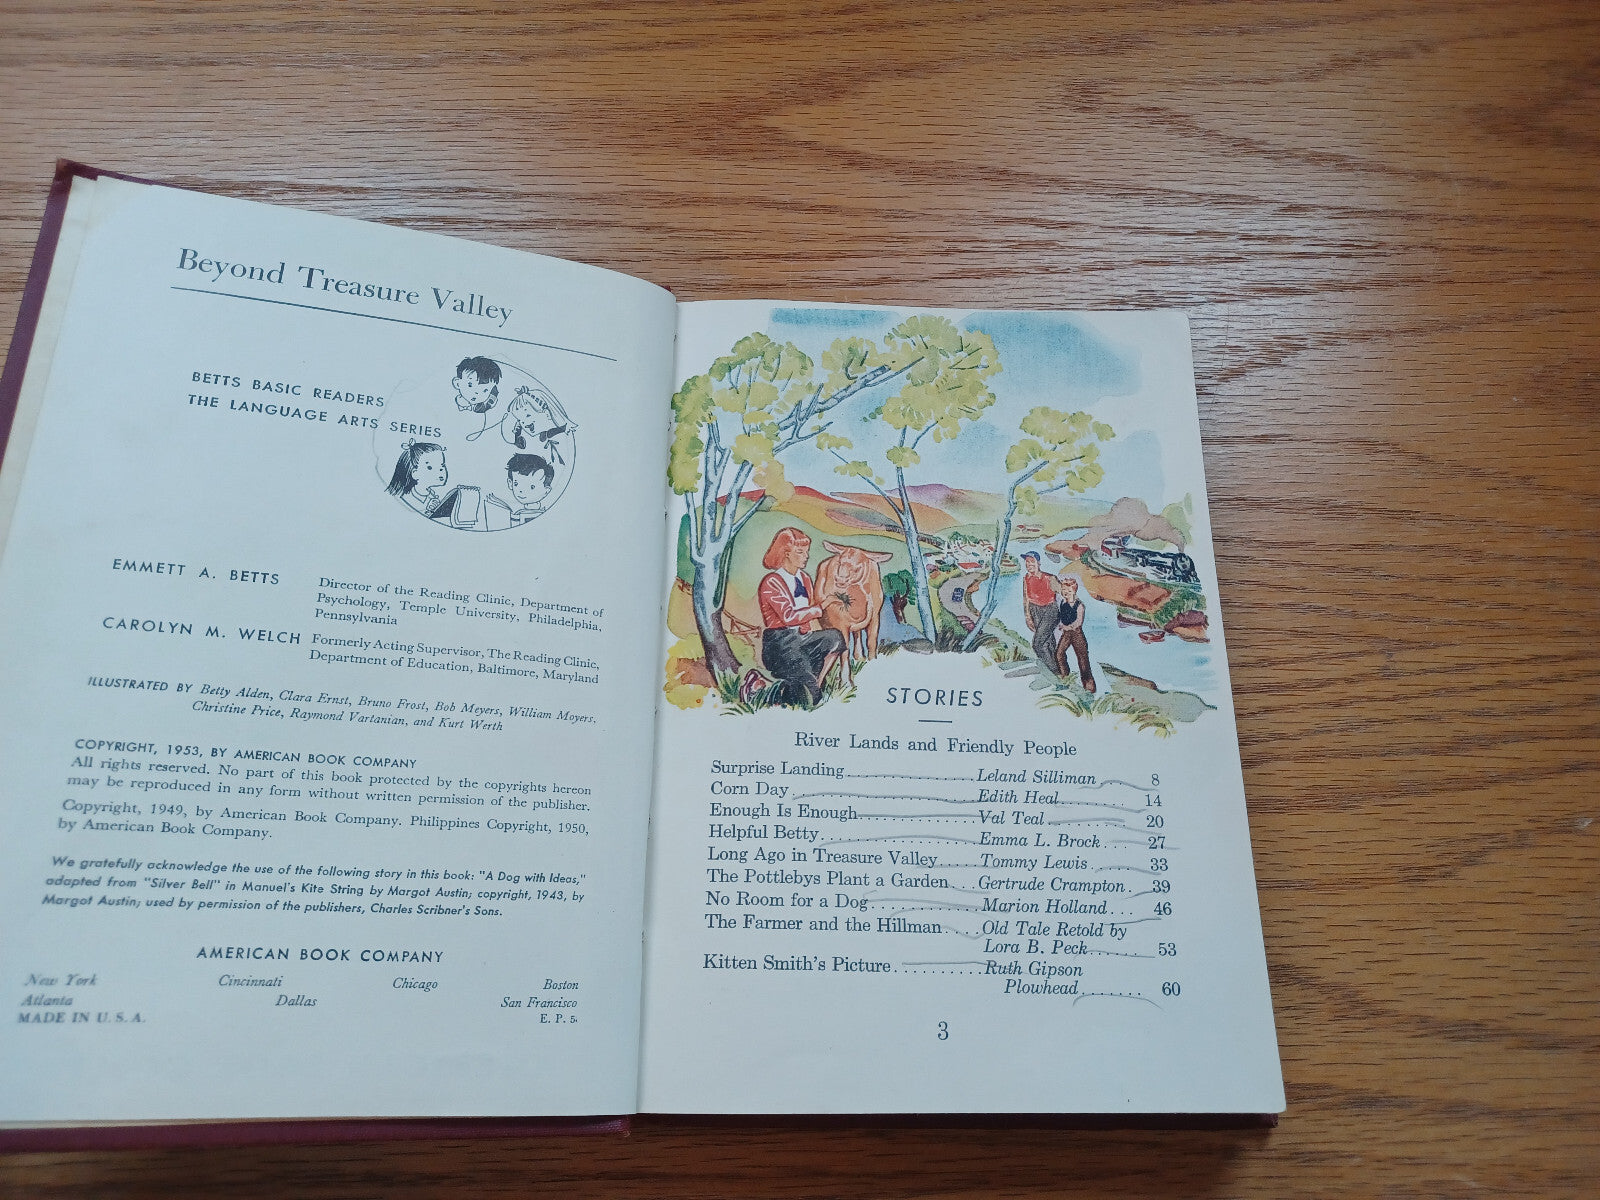 Beyond Treasure Valley
BETTS BASIC READERS
THE LANGUAGE ARTS SERIES
EMMETT A. BETTS
Director of the Reading Clinic, Department of
Psychology, Temple University, Philadelphia,
Pennsylvania
CAROLYN M. WELCH
Formerly Acting Supervisor, The Reading Clinic,
Department of Education, Baltimore, Maryland
ILLUSTRATED BY Betty Alden, Clara Ernst, Bruno Frost, Bob Meyers, William Moyers,
Christine Price, Raymond Vartanian, and Kurt Werth
COPYRIGHT, 1953, BY AMERICAN BOOK COMPANY
All rights reserved. No part of this book protected by the copyrights hereon
may be reproduced in any form without written permission of the publisher.
Copyright, 1949, by American Book Company. Philippines Copyright, 1950,
by American Book Company.
We gratefully acknowledge the use of the following story in this book: "A Dog with Ideas,"
adapted from "Silver Bell" in Manuel's Kite String by Margot Austin; copyright, 1943, by
Margot Austin; used by permission of the publishers, Charles Scribner's Sons.
AMERICAN BOOK COMPANY
New York Cincinnati Chicago Boston
Atlanta Dallas San Francisco
MADE IN U. S. A. E. P. 5.
STORIES
River Lands and Friendly People
Surprise Landing.................... Leland Silliman ........ 8
Corn Day............................ Edith Heal.......... 14
Enough Is Enough.................... Val Teal ............ 20
Helpful Betty....................... Emma L. Brock.... 27
Long Ago in Treasure Valley..... Tommy Lewis...... 33
The Pottlebys Plant a Garden... Gertrude Crampton. 39
No Room for a Dog............... Marion Holland... 46
The Farmer and the Hillman.... Old Tale Retold by
Lora B. Peck...... 53
Kitten Smith's Picture.......... Ruth Gipson
Plowhead....... 60
3